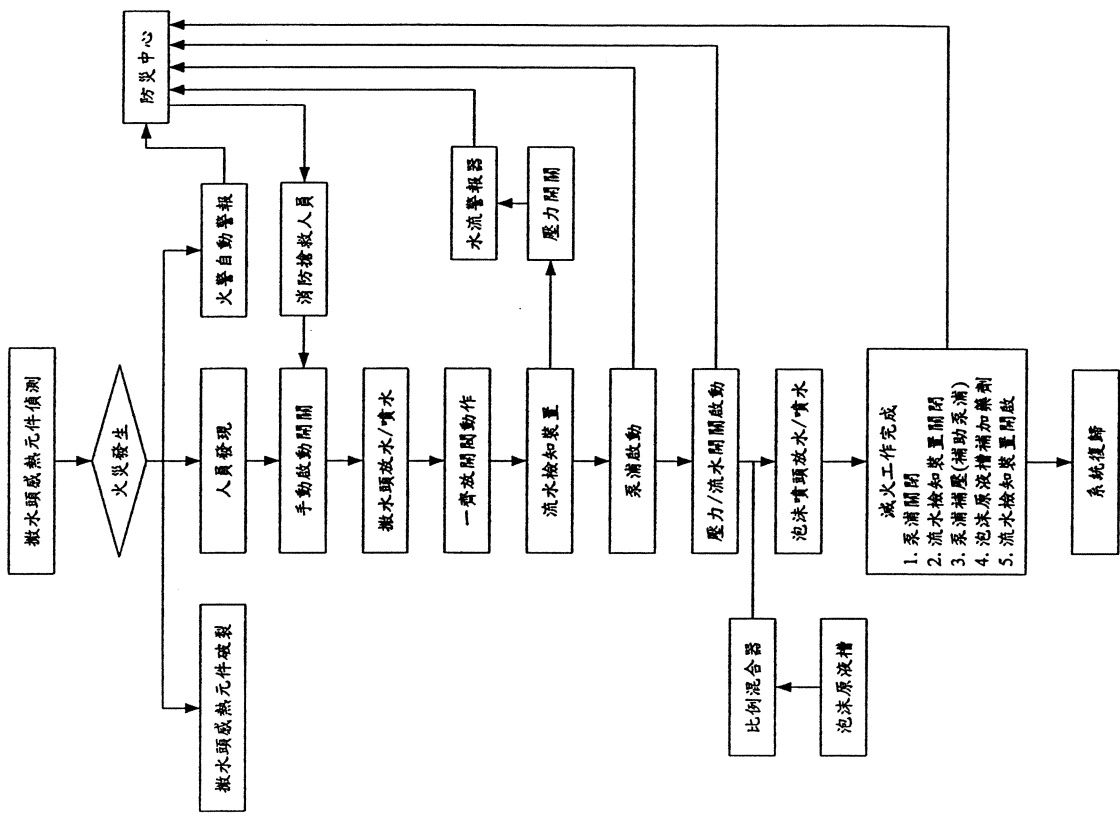 撒水頭感熱元件偵測
火災發生
撒水頭感熱元件破裂
人員發現
火警自動警報
防災中心
手動啟動開關
消防搶救人員
撒水頭放水/噴水
一齊放開閥動作
水流警報器
流水檢知裝置
壓力開關
泵浦啟動
壓力/流水開關啟動
比例混合器
泡沫噴頭放水/噴水
泡沫原液槽
滅火工作完成
1. 泵浦關閉
2. 流水檢知裝置關閉
3. 泵浦補壓(補助泵浦)
4. 泡沫原液槽補加藥劑
5. 流水檢知裝置開啟
系統復歸